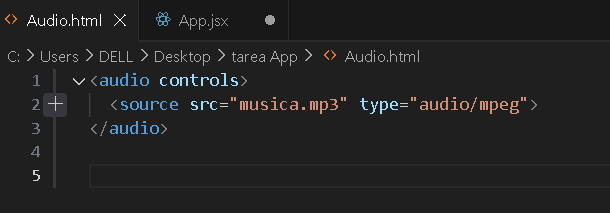 Audio.html App.jsx
C: > Users > DELL > Desktop > tarea App > Audio.html
1 <audio controls>
2 <source src="musica.mp3" type="audio/mpeg">
3 </audio>
4
5